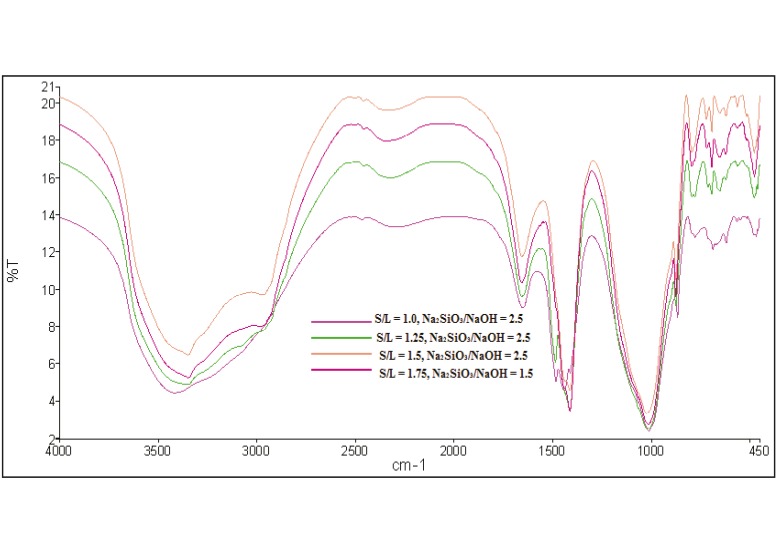 21
20
18
16
14
12
10
8
6
4
2
%T
S/L = 1.0, Na₂SiO₃/NaOH = 2.5
S/L = 1.25, Na₂SiO₃/NaOH = 2.5
S/L = 1.5, Na₂SiO₃/NaOH = 2.5
S/L = 1.75, Na₂SiO₃/NaOH = 1.5
4000 3500 3000 2500 2000 1500 1000 450
cm-1